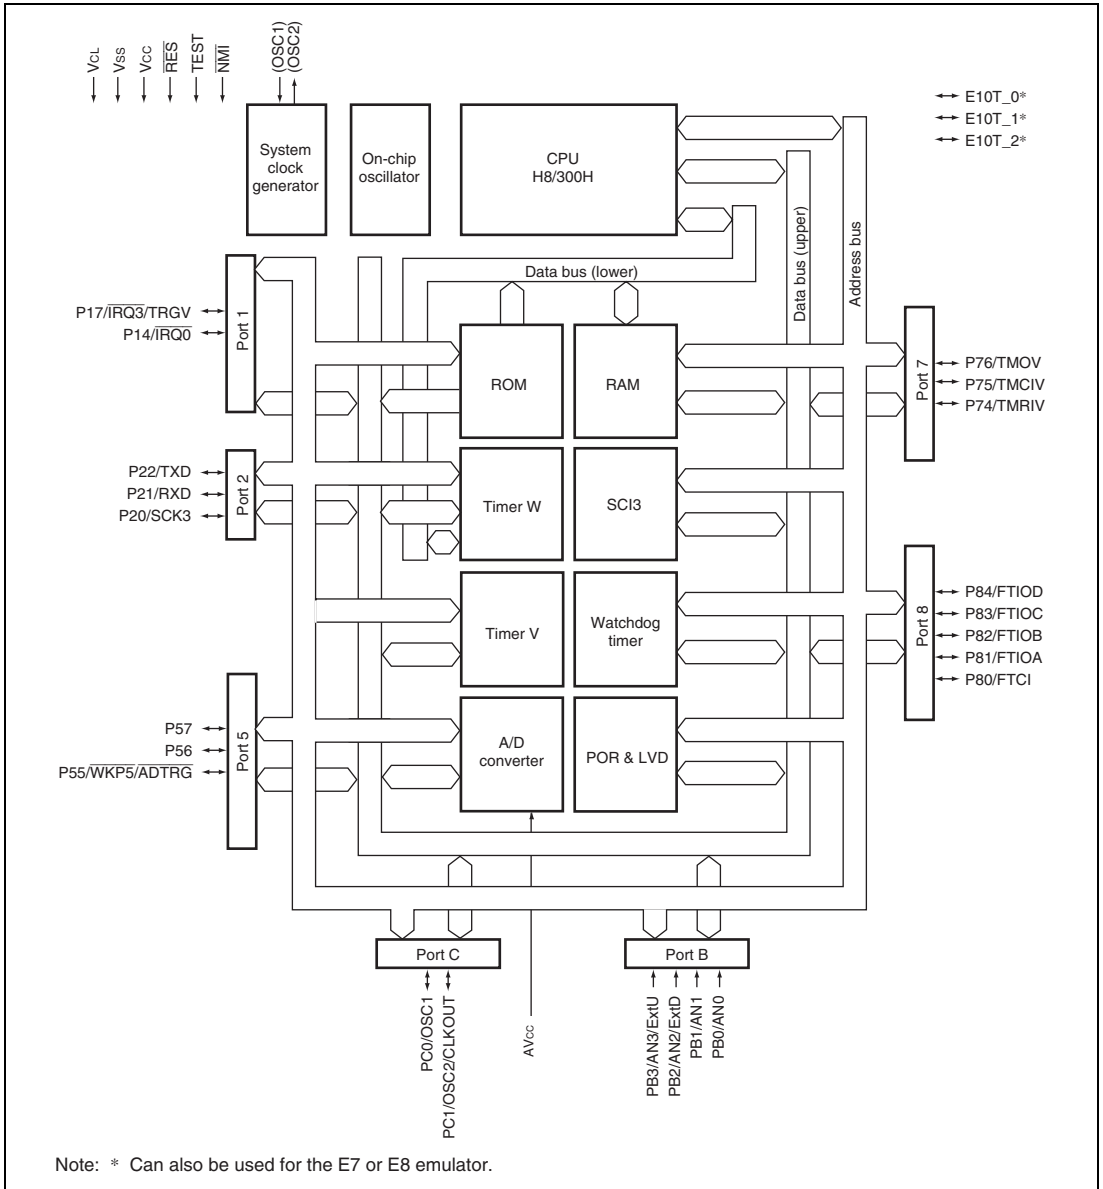 VCL
VSS
VCC
RES
TEST
NMI
(OSC1)
(OSC2)
E10T_0*
E10T_1*
E10T_2*
System
clock
generator
On-chip
oscillator
CPU
H8/300H
Data bus (lower)
Data bus (upper)
Address bus
Port 1
P17/IRQ3/TRGV
P14/IRQ0
ROM
RAM
Port 7
P76/TMOV
P75/TMCIV
P74/TMRIV
P22/TXD
P21/RXD
P20/SCK3
Port 2
Timer W
SCI3
Timer V
Watchdog
timer
Port 8
P84/FTIOD
P83/FTIOC
P82/FTIOB
P81/FTIOA
P80/FTCI
P57
P56
P55/WKP5/ADTRG
Port 5
A/D
converter
POR & LVD
Port C
Port B
PC0/OSC1
PC1/OSC2/CLKOUT
AVCC
PB3/AN3/ExtU
PB2/AN2/ExtD
PB1/AN1
PB0/AN0
Note: * Can also be used for the E7 or E8 emulator.